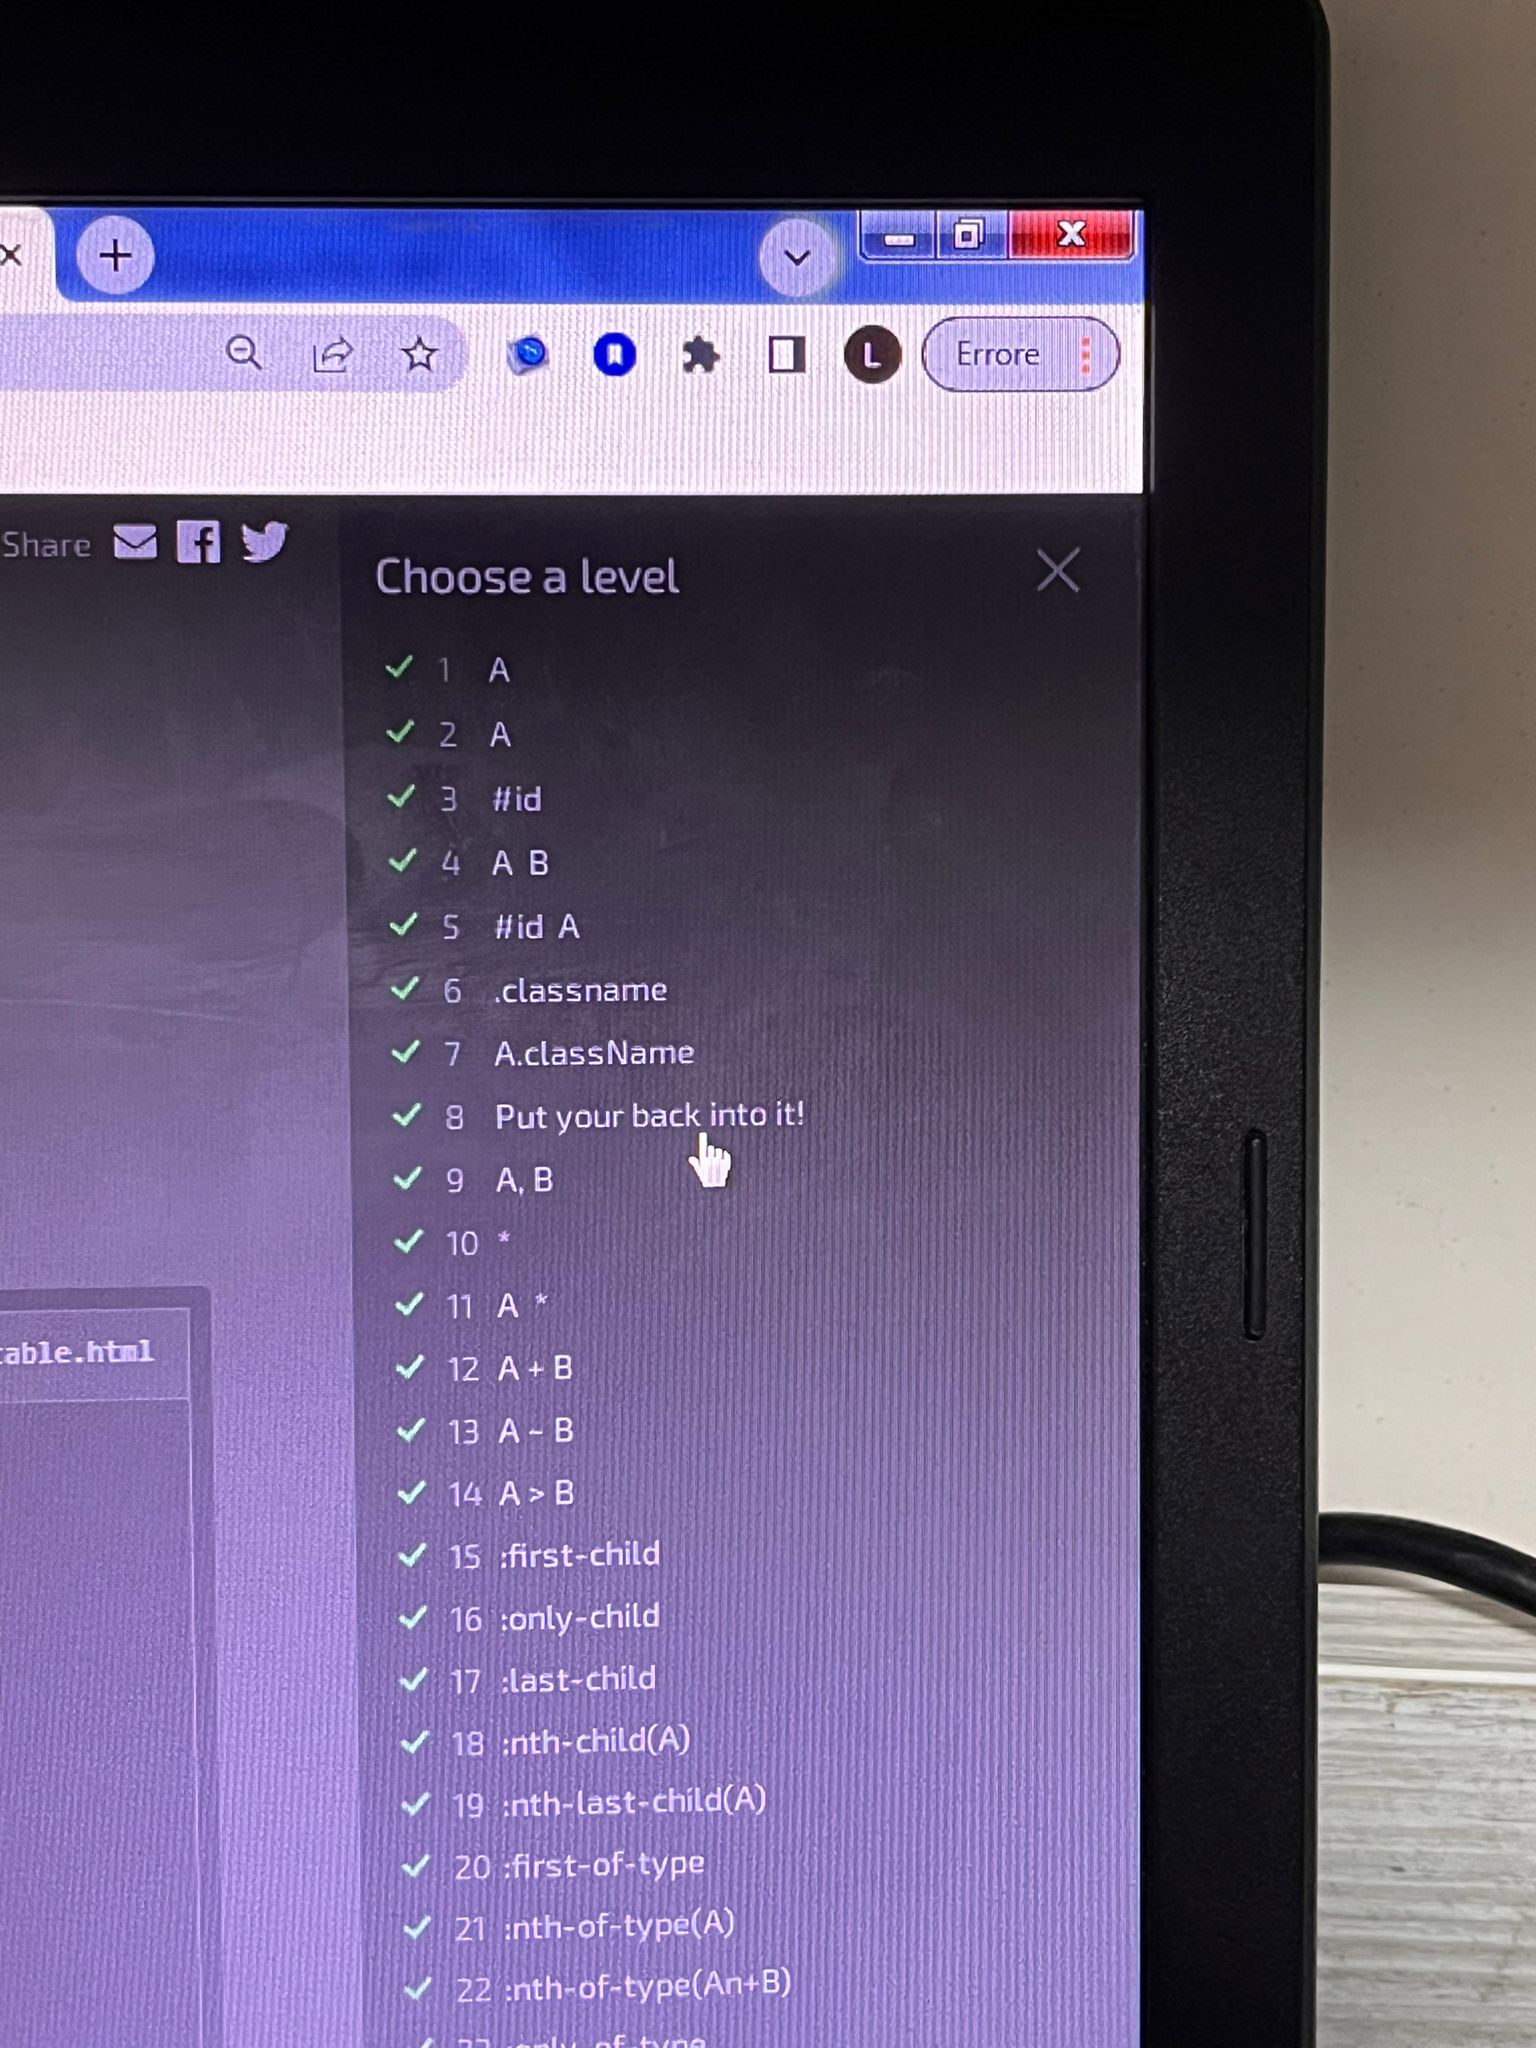 Errore
L
Share
Choose a level
1 A
2 A
3 #id
4 A B
5 #id A
6 .classname
7 A.className
8 Put your back into it!
9 A, B
10 *
11 A *
12 A + B
13 A ~ B
14 A > B
15 :first-child
16 :only-child
17 :last-child
18 :nth-child(A)
19 :nth-last-child(A)
20 :first-of-type
21 :nth-of-type(A)
22 :nth-of-type(An+B)
able.html